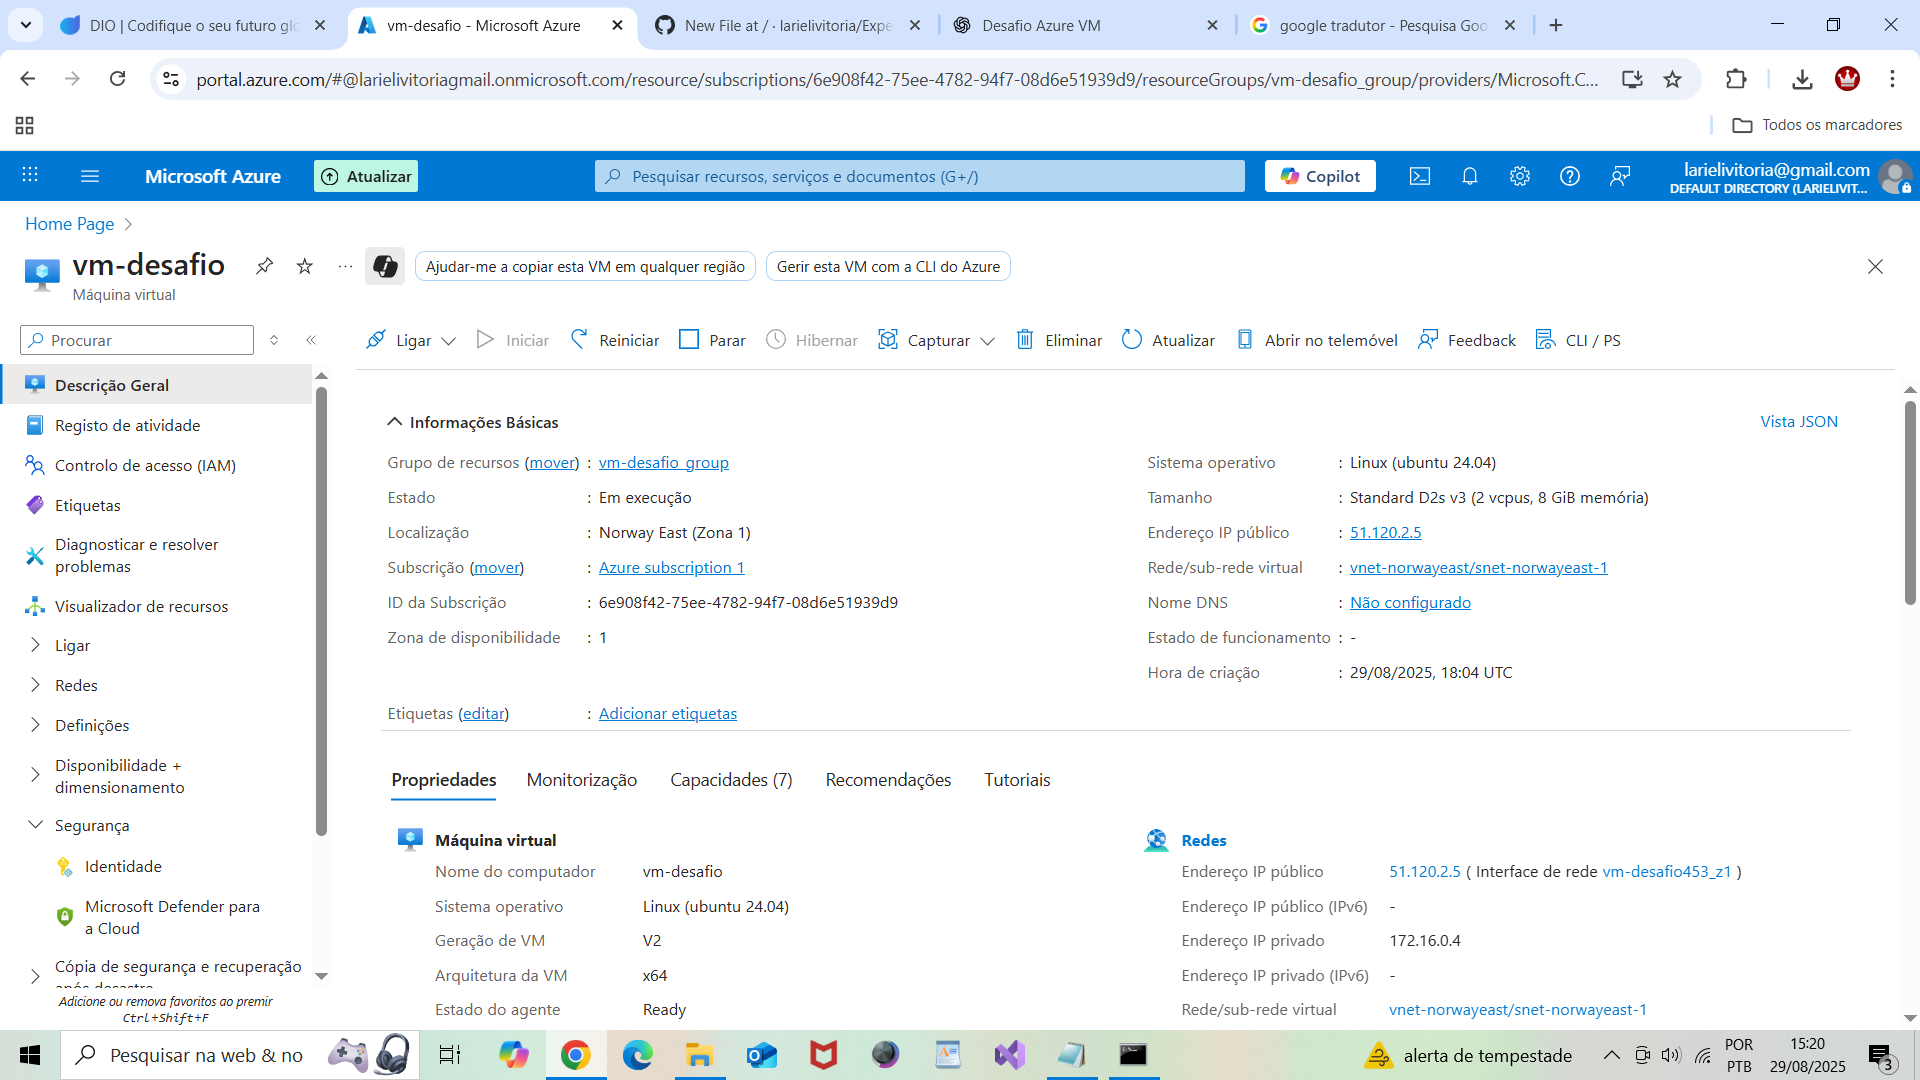 DIO | Codifique o seu futuro glo
vm-desafio - Microsoft Azure
New File at / · larielivitoria/Expe
Desafio Azure VM
google tradutor - Pesquisa Goo
portal.azure.com/#@larielivitoriagmail.onmicrosoft.com/resource/subscriptions/6e908f42-75ee-4782-94f7-08d6e51939d9/resourceGroups/vm-desafio_group/providers/Microsoft.C...
Todos os marcadores
Microsoft Azure
Atualizar
Pesquisar recursos, serviços e documentos (G+/)
Copilot
larielivitoria@gmail.com
DEFAULT DIRECTORY (LARIELIVIT...
Home Page
vm-desafio
Máquina virtual
Ajudar-me a copiar esta VM em qualquer região
Gerir esta VM com a CLI do Azure
Procurar
Ligar
Iniciar
Reiniciar
Parar
Hibernar
Capturar
Eliminar
Atualizar
Abrir no telemóvel
Feedback
CLI / PS
Descrição Geral
Registo de atividade
Controlo de acesso (IAM)
Etiquetas
Diagnosticar e resolver
problemas
Visualizador de recursos
Ligar
Redes
Definições
Disponibilidade +
dimensionamento
Segurança
Identidade
Microsoft Defender para
a Cloud
Cópia de segurança e recuperação
após desastre
Adicione ou remova favoritos ao premir
Ctrl+Shift+F
Informações Básicas
Vista JSON
Grupo de recursos (mover) : vm-desafio_group
Estado : Em execução
Localização : Norway East (Zona 1)
Subscrição (mover) : Azure subscription 1
ID da Subscrição : 6e908f42-75ee-4782-94f7-08d6e51939d9
Zona de disponibilidade : 1
Sistema operativo : Linux (ubuntu 24.04)
Tamanho : Standard D2s v3 (2 vcpus, 8 GiB memória)
Endereço IP público : 51.120.2.5
Rede/sub-rede virtual : vnet-norwayeast/snet-norwayeast-1
Nome DNS : Não configurado
Estado de funcionamento : -
Hora de criação : 29/08/2025, 18:04 UTC
Etiquetas (editar) : Adicionar etiquetas
Propriedades
Monitorização
Capacidades (7)
Recomendações
Tutoriais
Máquina virtual
Nome do computador vm-desafio
Sistema operativo Linux (ubuntu 24.04)
Geração de VM V2
Arquitetura da VM x64
Estado do agente Ready
Redes
Endereço IP público 51.120.2.5 ( Interface de rede vm-desafio453_z1 )
Endereço IP público (IPv6) -
Endereço IP privado 172.16.0.4
Endereço IP privado (IPv6) -
Rede/sub-rede virtual vnet-norwayeast/snet-norwayeast-1
Pesquisar na web & no
alerta de tempestade
POR
PTB
15:20
29/08/2025
3